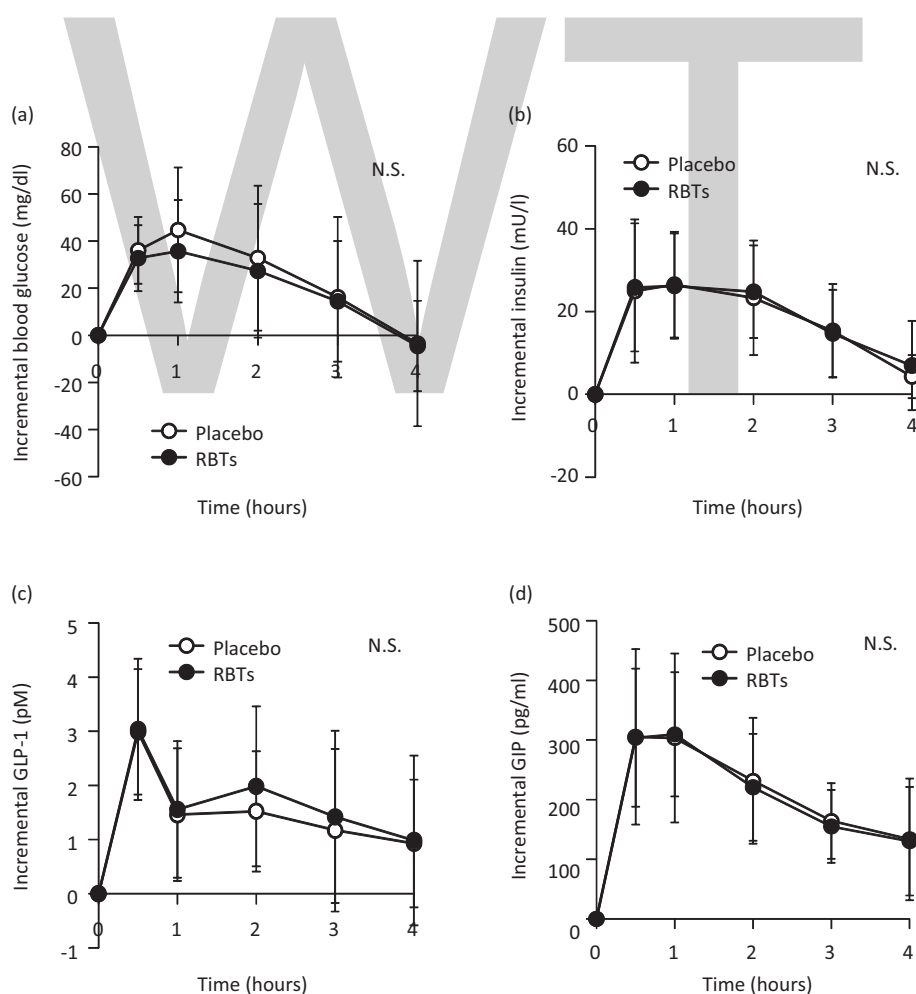 WT
(a)
Incremental blood glucose (mg/dl)
80
60
40
20
0
-20
-40
-60
0 1 2 3 4
N.S.
Placebo
RBTs
Time (hours)
(b)
Incremental insulin (mU/l)
60
40
20
0
-20
0 1 2 3 4
Placebo
RBTs
N.S.
Time (hours)
(c)
Incremental GLP-1 (pM)
5
4
3
2
1
0
-1
0 1 2 3 4
Placebo
RBTs
N.S.
Time (hours)
(d)
Incremental GIP (pg/ml)
500
400
300
200
100
0
0 1 2 3 4
Placebo
RBTs
N.S.
Time (hours)